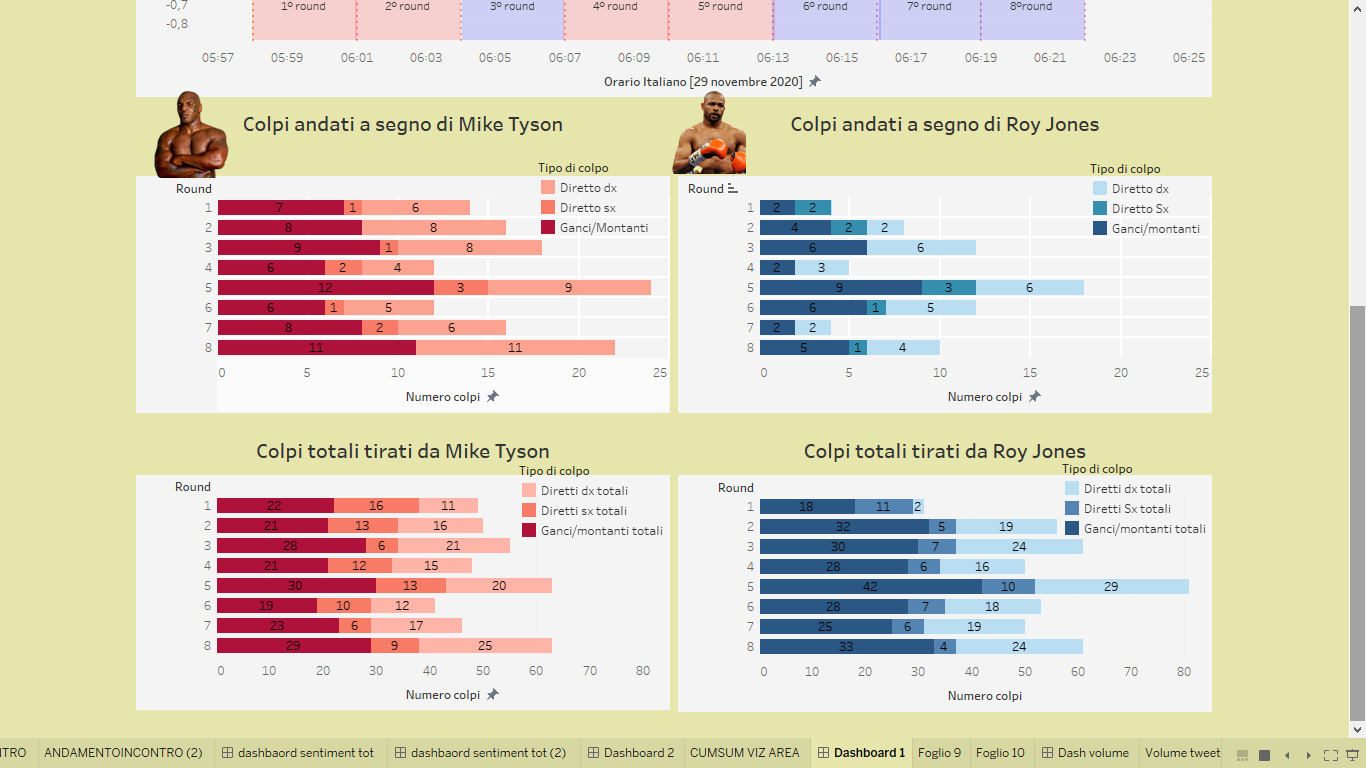 -0,7
1º round 2º round 3º round 4º round 5º round 6º round 7º round 8ºround
-0,8
05:57 05:59 06:01 06:03 06:05 06:07 06:09 06:11 06:13 06:15 06:17 06:19 06:21 06:23 06:25
Orario Italiano [29 novembre 2020]
Colpi andati a segno di Mike Tyson
Tipo di colpo
Diretto dx
Diretto sx
Ganci/Montanti
Round
1 7 1 6
2 8 8
3 9 1 8
4 6 2 4
5 12 3 9
6 6 1 5
7 8 2 6
8 11 11
0 5 10 15 20 25
Numero colpi
Colpi andati a segno di Roy Jones
Tipo di colpo
Diretto dx
Diretto Sx
Ganci/montanti
Round
1 2 2
2 4 2 2
3 6 6
4 2 3
5 9 3 6
6 6 1 5
7 2 2
8 5 1 4
0 5 10 15 20 25
Numero colpi
Colpi totali tirati da Mike Tyson
Tipo di colpo
Diretti dx totali
Diretti sx totali
Ganci/montanti totali
Round
1 22 16 11
2 21 13 16
3 28 6 21
4 21 12 15
5 30 13 20
6 19 10 12
7 23 6 17
8 29 9 25
0 10 20 30 40 50 60 70 80
Numero colpi
Colpi totali tirati da Roy Jones
Tipo di colpo
Diretti dx totali
Diretti Sx totali
Ganci/montanti totali
Round
1 18 11 2
2 32 5 19
3 30 7 24
4 28 6 16
5 42 10 29
6 28 7 18
7 25 6 19
8 33 4 24
0 10 20 30 40 50 60 70 80
Numero colpi
NTRO ANDAMENTOINCONTRO (2) dashbaord sentiment tot dashbaord sentiment tot (2) Dashboard 2 CUMSUM VIZ AREA Dashboard 1 Foglio 9 Foglio 10 Dash volume Volume tweet